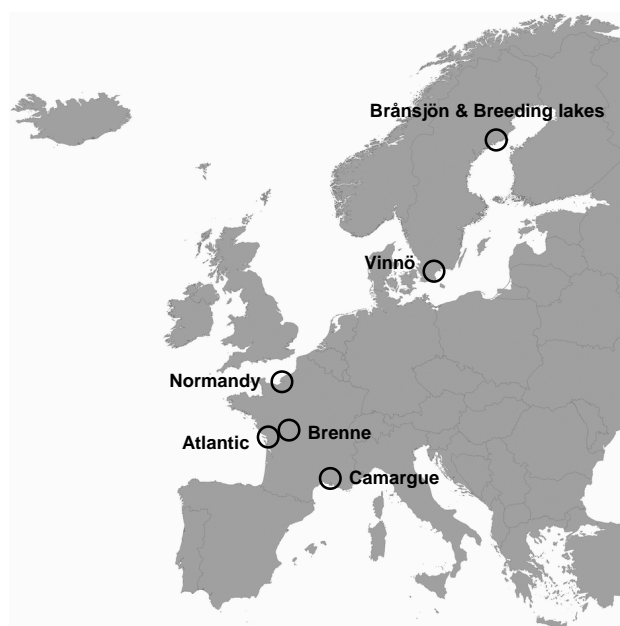 Brånsjön & Breeding lakes
Vinnö
Normandy
Brenne
Atlantic
Camargue